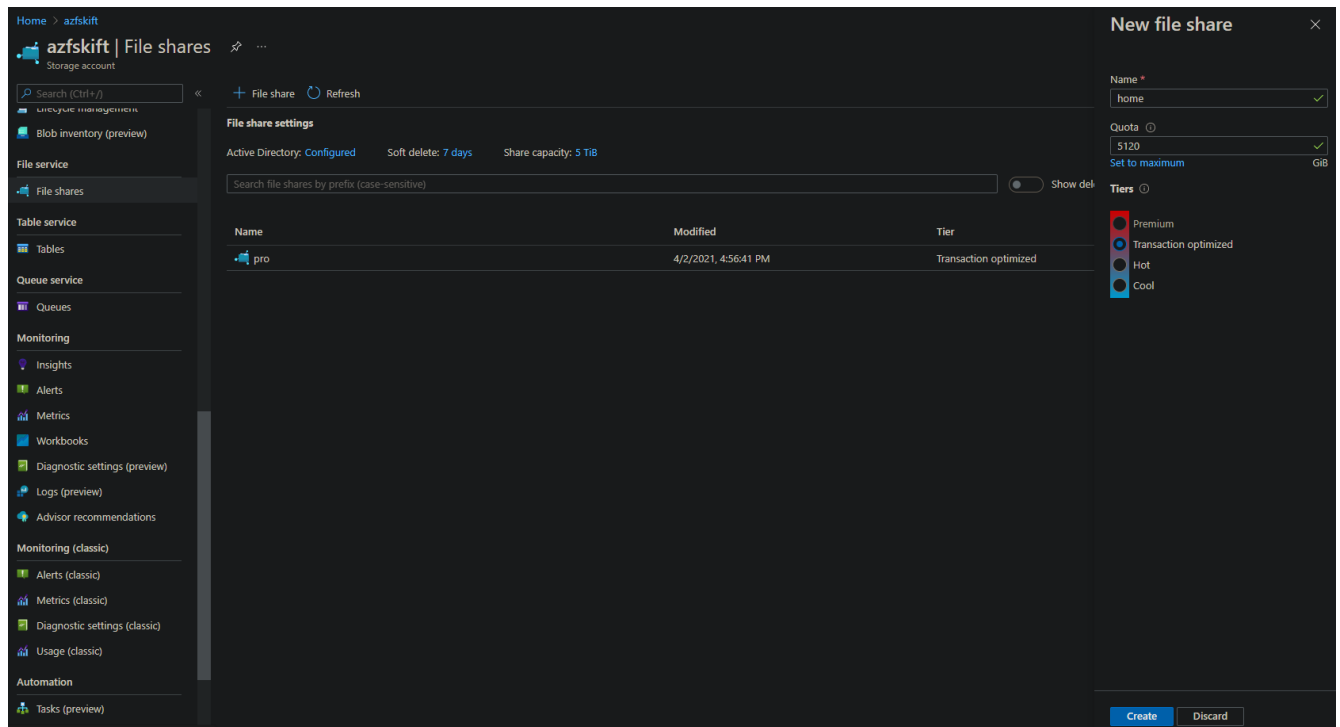 Home > azfskift
azfskift | File shares
Storage account
Search (Ctrl+/)
Lifecycle management
Blob inventory (preview)
File service
File shares
Table service
Tables
Queue service
Queues
Monitoring
Insights
Alerts
Metrics
Workbooks
Diagnostic settings (preview)
Logs (preview)
Advisor recommendations
Monitoring (classic)
Alerts (classic)
Metrics (classic)
Diagnostic settings (classic)
Usage (classic)
Automation
Tasks (preview)
File share Refresh
File share settings
Active Directory: Configured Soft delete: 7 days Share capacity: 5 TiB
Search file shares by prefix (case-sensitive) Show del
Name Modified Tier
pro 4/2/2021, 4:56:41 PM Transaction optimized
New file share
Name *
home
Quota
5120
Set to maximum GiB
Tiers
Premium
Transaction optimized
Hot
Cool
Create Discard